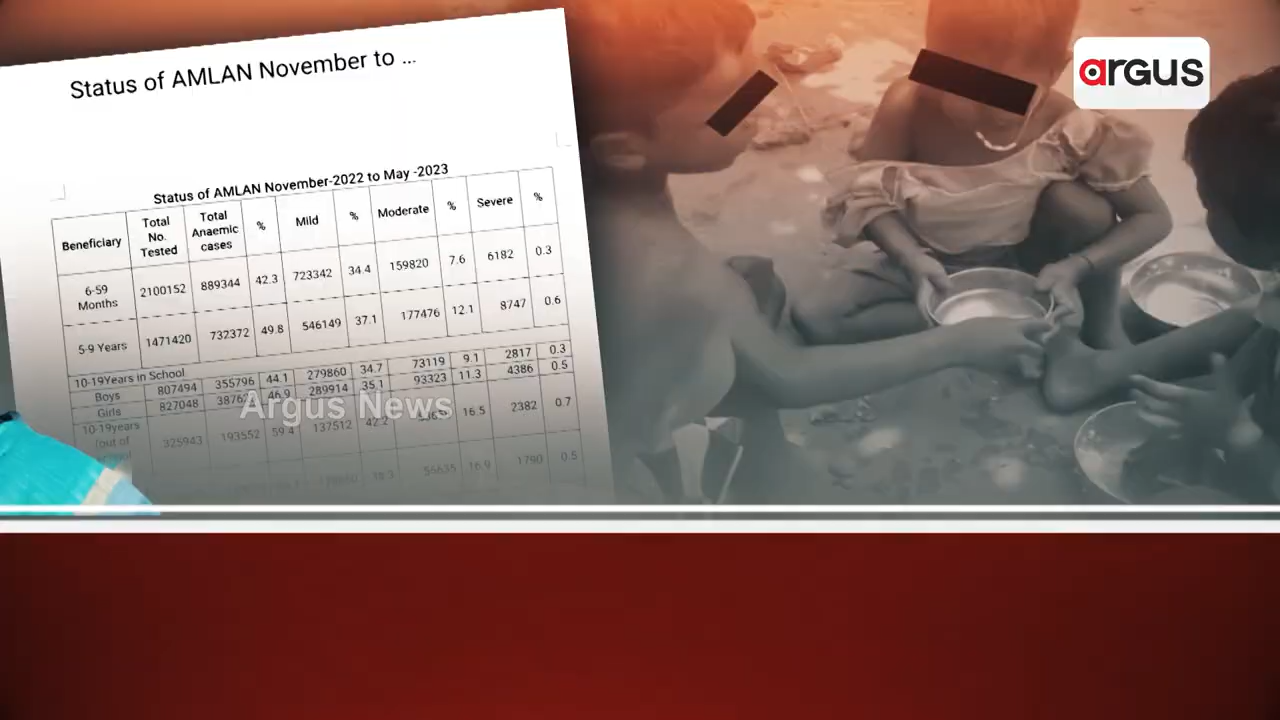 Status of AMLAN November to ...
argus
Status of AMLAN November-2022 to May -2023
Beneficiary Total No. Tested Total Anaemic cases % Mild % Moderate % Severe %
6-59 Months 2100152 889344 42.3 723342 34.4 159820 7.6 6182 0.3
5-9 Years 1471420 732372 49.8 546149 37.1 177476 12.1 8747 0.6
10-19Years in School
Boys 807494 355796 44.1 279860 34.7 73119 9.1 2817 0.3
Girls 827048 46.9 289914 35.1 93323 11.3 4386 0.5
10-19years (out of 325943 193552 59.4 137512 42.2 16.5 2382 0.7
56635 16.9 1790 0.5
Argus News